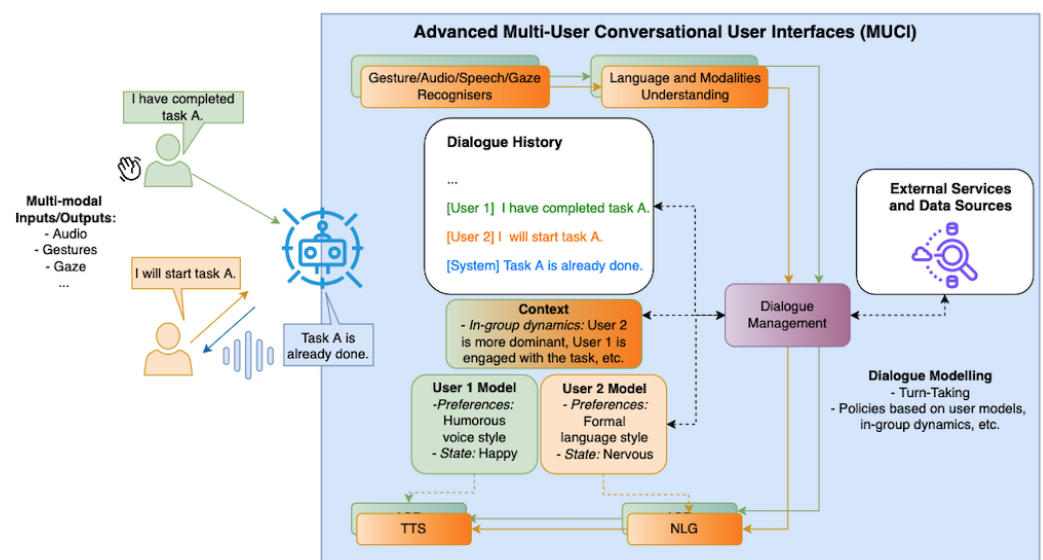 Advanced Multi-User Conversational User Interfaces (MUCI)
Gesture/Audio/Speech/Gaze
Recognisers
Language and Modalities
Understanding
I have completed
task A.
Multi-modal
Inputs/Outputs:
- Audio
- Gestures
- Gaze
...
I will start task A.
Task A is
already done.
Dialogue History
...
[User 1] I have completed task A.
[User 2] I will start task A.
[System] Task A is already done.
External Services
and Data Sources
Dialogue
Management
Context
- In-group dynamics: User 2
is more dominant, User 1 is
engaged with the task, etc.
User 1 Model
-Preferences:
Humorous
voice style
- State: Happy
User 2 Model
- Preferences:
Formal
language style
- State: Nervous
Dialogue Modelling
- Turn-Taking
- Policies based on user models,
in-group dynamics, etc.
TTS
NLG